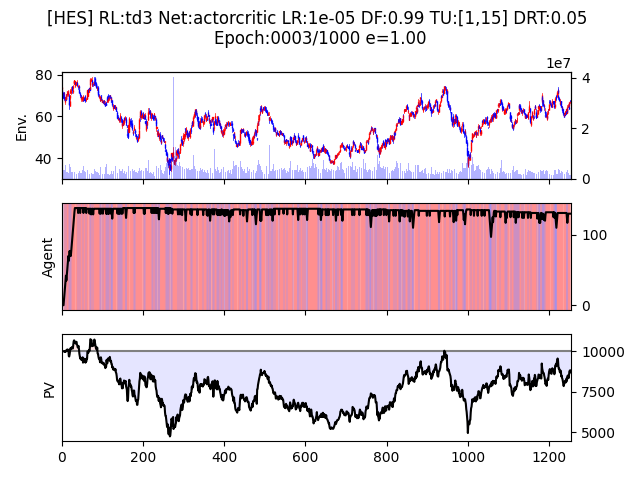 [HES] RL:td3 Net:actorcritic LR:1e-05 DF:0.99 TU:[1,15] DRT:0.05
Epoch:0003/1000 e=1.00
1e7
80
60
40
Env.
4
2
0
Agent
100
0
PV
10000
7500
5000
0 200 400 600 800 1000 1200